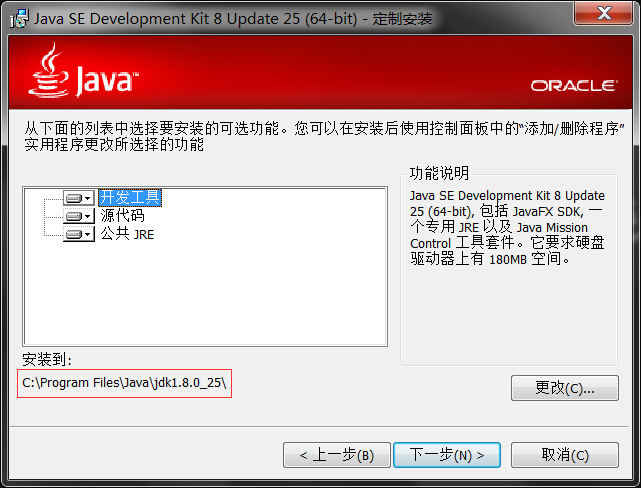 Java SE Development Kit 8 Update 25 (64-bit) - 定制安装
Java™
ORACLE®
从下面的列表中选择要安装的可选功能。您可以在安装后使用控制面板中的“添加/删除程序”
实用程序更改所选择的功能
功能说明
开发工具
源代码
公共 JRE
Java SE Development Kit 8 Update
25 (64-bit), 包括 JavaFX SDK, 一
个专用 JRE 以及 Java Mission
Control 工具套件。它要求硬盘
驱动器上有 180MB 空间。
安装到:
C:\Program Files\Java\jdk1.8.0_25\
更改(C)...
< 上一步(B)
下一步(N) >
取消(C)